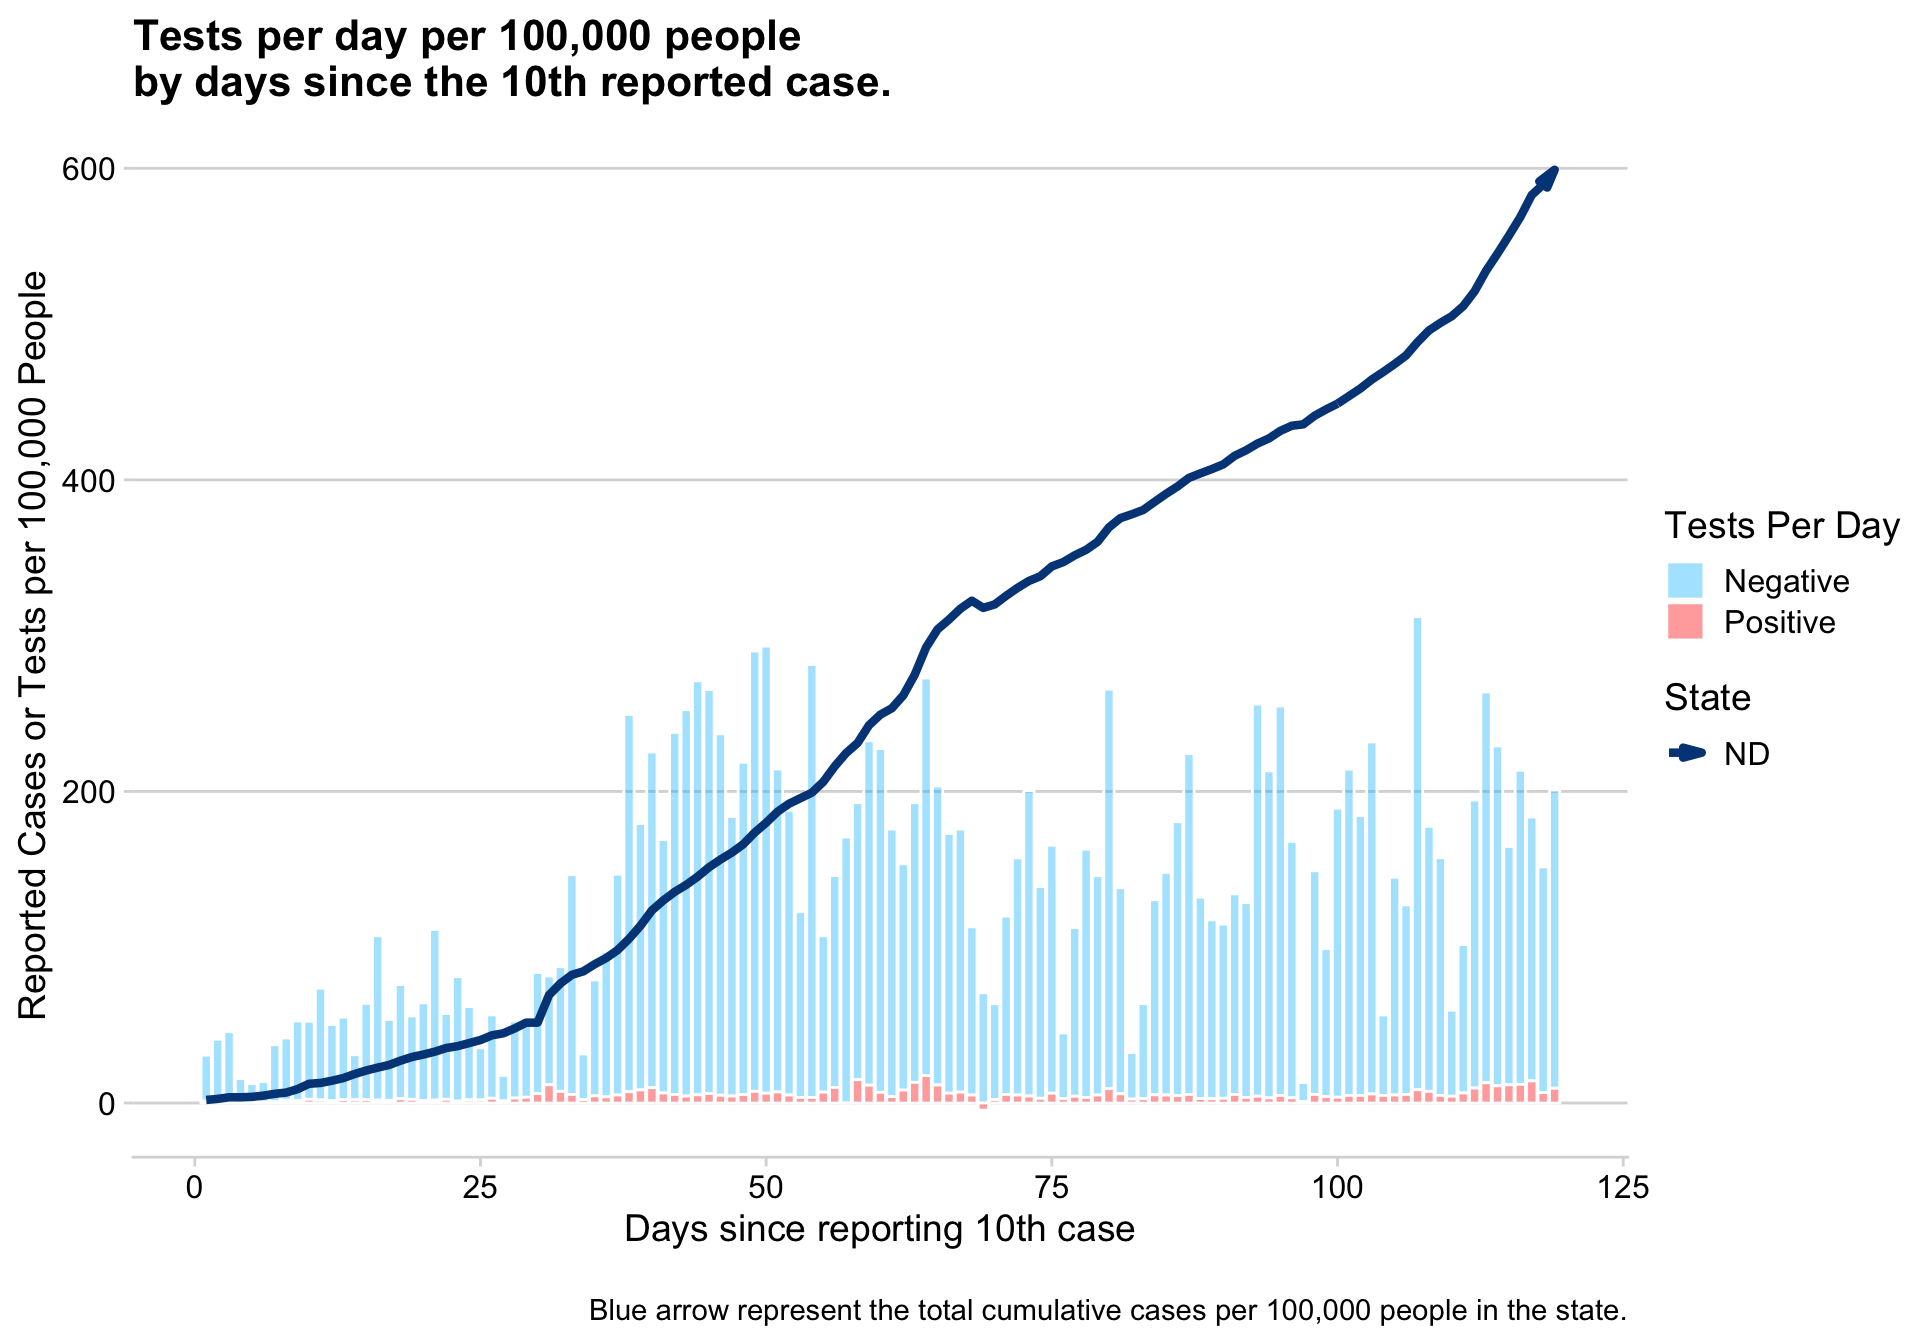 Tests per day per 100,000 people
by days since the 10th reported case.
Reported Cases or Tests per 100,000 People
600
400
200
0
0
25
50
75
100
125
Days since reporting 10th case
Tests Per Day
Negative
Positive
State
ND
Blue arrow represent the total cumulative cases per 100,000 people in the state.